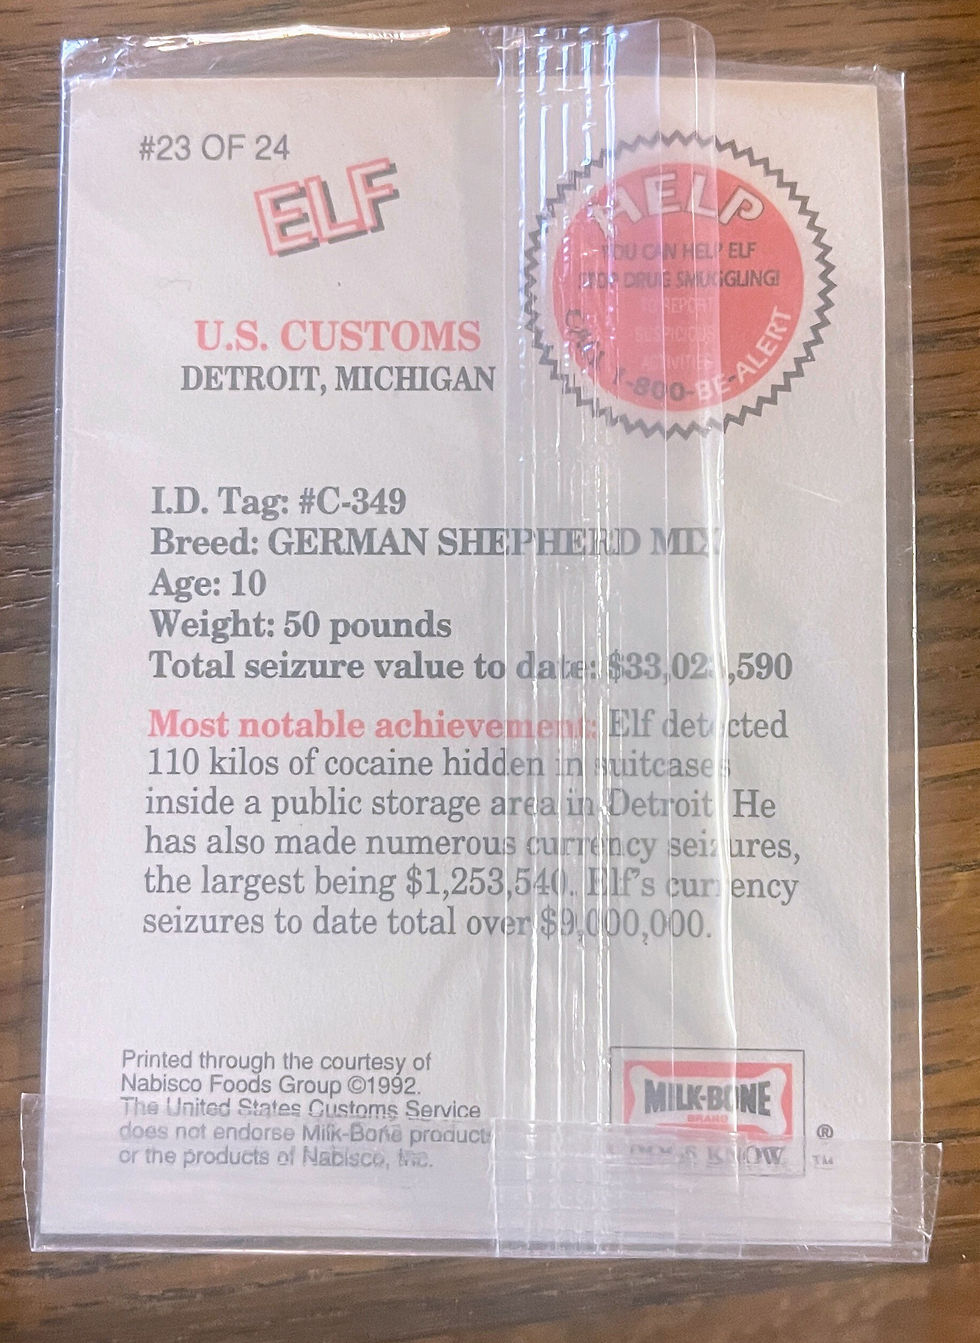 #23 OF 24
ELF
HELP
YOU CAN HELP ELF
STOP DRUG SMUGGLING!
TO REPORT
SUSPICIOUS
ACTIVITIES
CALL 1-800-BE-ALERT
U.S. CUSTOMS
DETROIT, MICHIGAN
I.D. Tag: #C-349
Breed: GERMAN SHEPHERD MIX
Age: 10
Weight: 50 pounds
Total seizure value to date:
Most notable achievement: Elf detected
110 kilos of cocaine hidden in suitcases
inside a public storage area in Detroit. He
has also made numerous currency seizures,
the largest being $1,253,540. Elf's currency
seizures to date total over $9,000,000.
Printed through the courtesy of
Nabisco Foods Group ©1992.
The United States Customs Service
does not endorse Milk-Bone products
or the products of Nabisco, Inc.
MILK-BONE
BRAND
®
DOGS KNOW.
TM